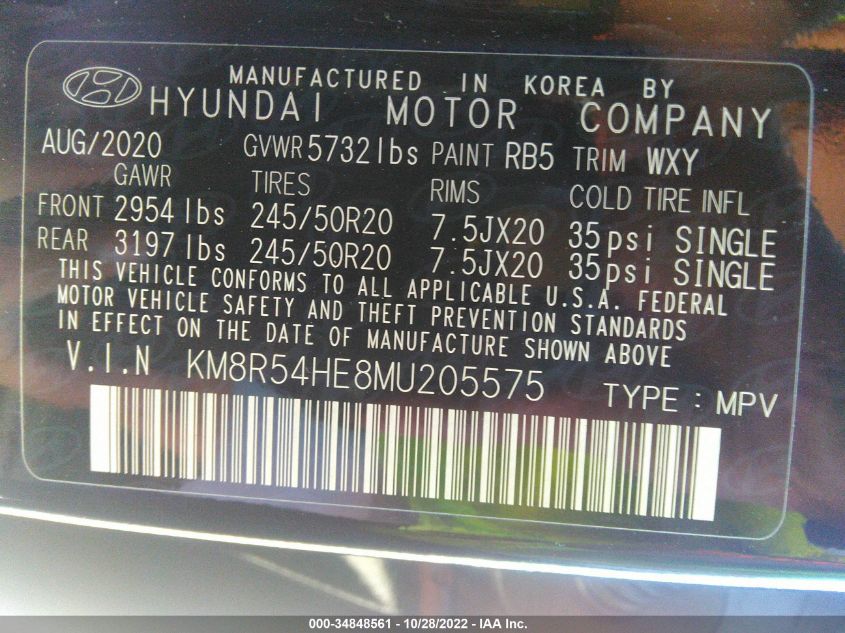 MANUFACTURED IN KOREA BY
HYUNDAI MOTOR COMPANY
AUG/2020 GVWR 5732 lbs PAINT RB5 TRIM WXY
GAWR TIRES RIMS COLD TIRE INFL
FRONT 2954 lbs 245/50R20 7.5JX20 35psi SINGLE
REAR 3197 lbs 245/50R20 7.5JX20 35psi SINGLE
THIS VEHICLE CONFORMS TO ALL APPLICABLE U.S.A. FEDERAL
MOTOR VEHICLE SAFETY AND THEFT PREVENTION STANDARDS
IN EFFECT ON THE DATE OF MANUFACTURE SHOWN ABOVE
V.I.N KM8R54HE8MU205575 TYPE : MPV
000-34848561 - 10/28/2022 - IAA Inc.